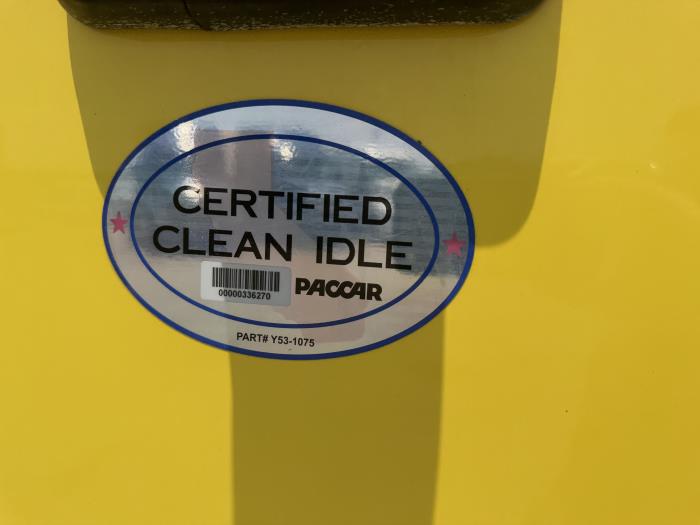 CERTIFIED
CLEAN IDLE
00000336270
PACCAR
PART# Y53-1075